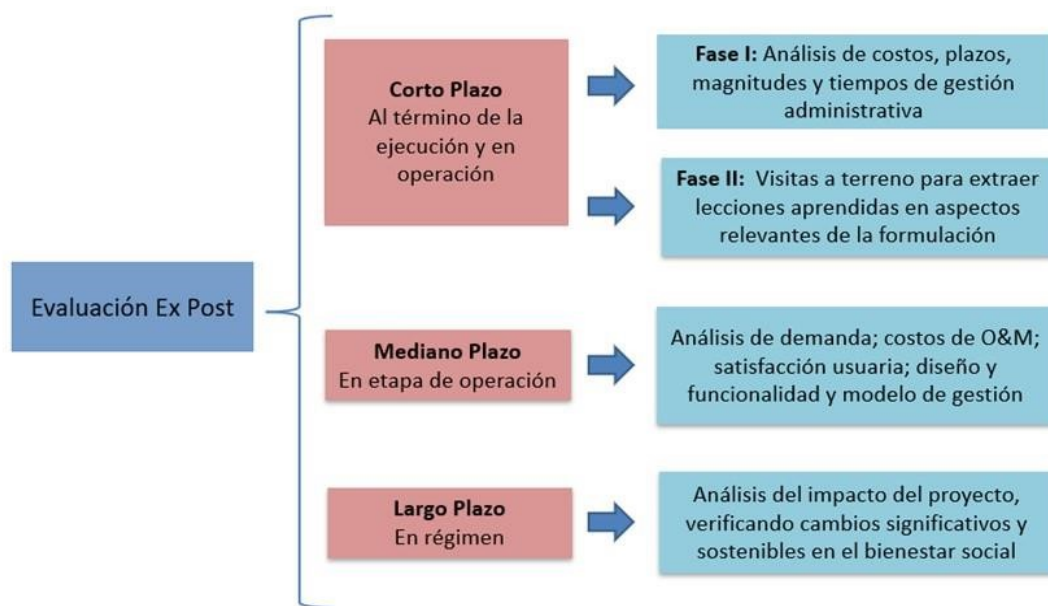 Evaluación Ex Post
Corto Plazo
Al término de la
ejecución y en
operación
Fase I: Análisis de costos, plazos,
magnitudes y tiempos de gestión
administrativa
Fase II:  Visitas a terreno para extraer
lecciones aprendidas en aspectos
relevantes de la formulación
Mediano Plazo
En etapa de operación
Análisis de demanda; costos de O&M;
satisfacción usuaria; diseño y
funcionalidad y modelo de gestión
Largo Plazo
En régimen
Análisis del impacto del proyecto,
verificando cambios significativos y
sostenibles en el bienestar social